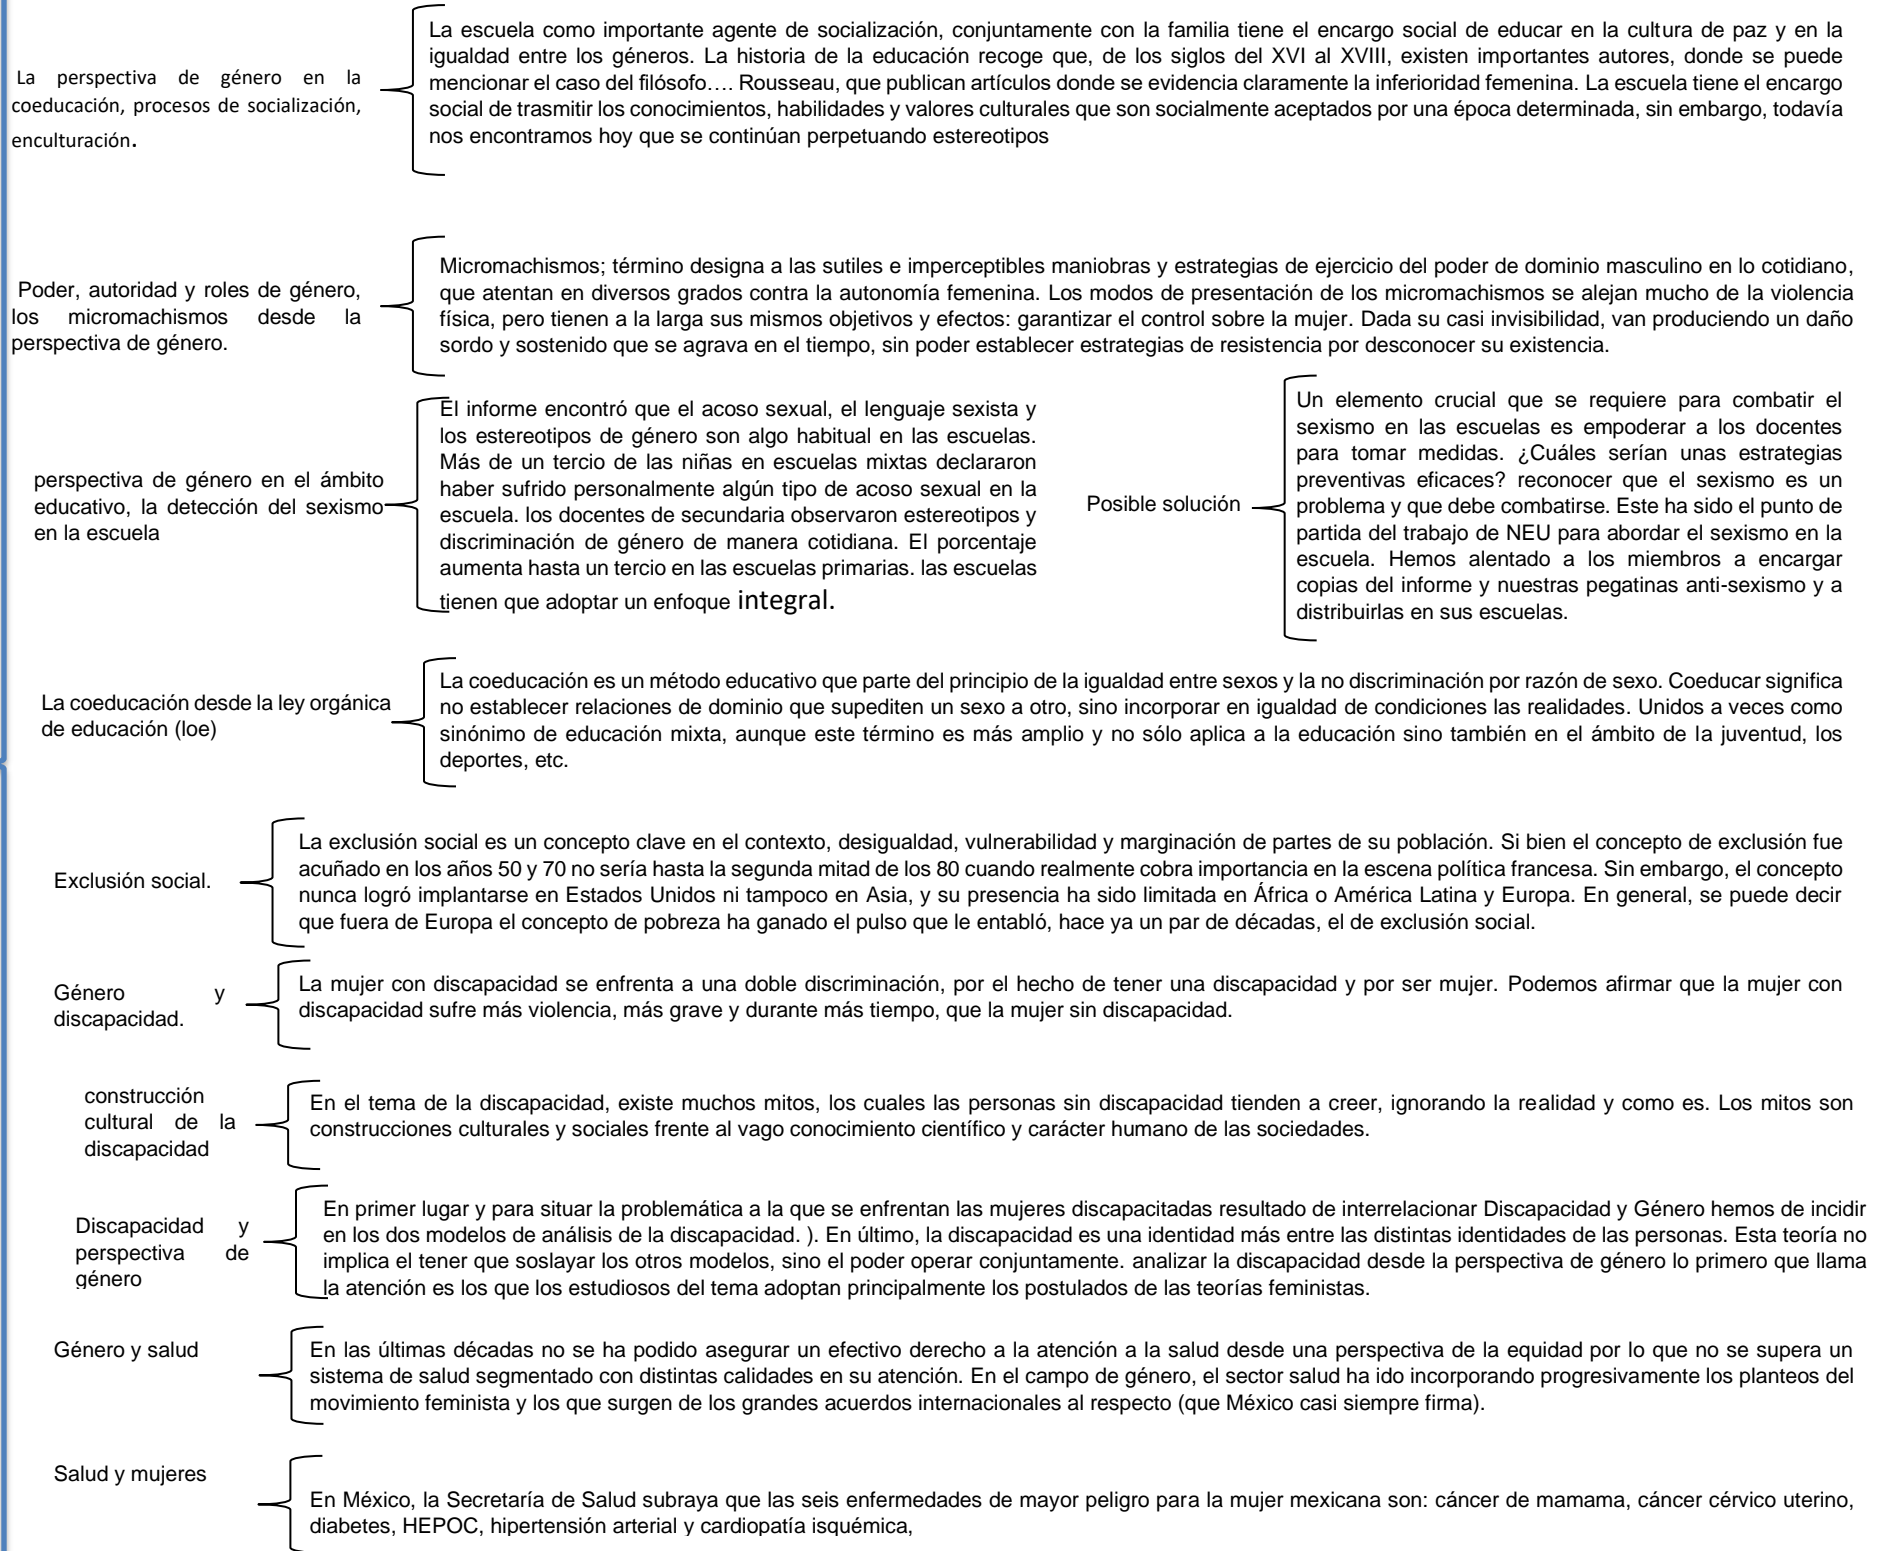 La perspectiva de género en la
coeducación, procesos de socialización,
enculturación.
La escuela como importante agente de socialización, conjuntamente con la familia tiene el encargo social de educar en la cultura de paz y en la
igualdad entre los géneros. La historia de la educación recoge que, de los siglos del XVI al XVIII, existen importantes autores, donde se puede
mencionar el caso del filósofo…. Rousseau, que publican artículos donde se evidencia claramente la inferioridad femenina. La escuela tiene el encargo
social de trasmitir los conocimientos, habilidades y valores culturales que son socialmente aceptados por una época determinada, sin embargo, todavía
nos encontramos hoy que se continúan perpetuando estereotipos
Poder, autoridad y roles de género,
los micromachismos desde la
perspectiva de género.
Micromachismos; término designa a las sutiles e imperceptibles maniobras y estrategias de ejercicio del poder de dominio masculino en lo cotidiano,
que atentan en diversos grados contra la autonomía femenina. Los modos de presentación de los micromachismos se alejan mucho de la violencia
física, pero tienen a la larga sus mismos objetivos y efectos: garantizar el control sobre la mujer. Dada su casi invisibilidad, van produciendo un daño
sordo y sostenido que se agrava en el tiempo, sin poder establecer estrategias de resistencia por desconocer su existencia.
perspectiva de género en el ámbito
educativo, la detección del sexismo
en la escuela
El informe encontró que el acoso sexual, el lenguaje sexista y
los estereotipos de género son algo habitual en las escuelas.
Más de un tercio de las niñas en escuelas mixtas declararon
haber sufrido personalmente algún tipo de acoso sexual en la
escuela. los docentes de secundaria observaron estereotipos y
discriminación de género de manera cotidiana. El porcentaje
aumenta hasta un tercio en las escuelas primarias. las escuelas
tienen que adoptar un enfoque integral.
Posible solución
Un elemento crucial que se requiere para combatir el
sexismo en las escuelas es empoderar a los docentes
para tomar medidas. ¿Cuáles serían unas estrategias
preventivas eficaces? reconocer que el sexismo es un
problema y que debe combatirse. Este ha sido el punto de
partida del trabajo de NEU para abordar el sexismo en la
escuela. Hemos alentado a los miembros a encargar
copias del informe y nuestras pegatinas anti-sexismo y a
distribuirlas en sus escuelas.
La coeducación desde la ley orgánica
de educación (loe)
La coeducación es un método educativo que parte del principio de la igualdad entre sexos y la no discriminación por razón de sexo. Coeducar significa
no establecer relaciones de dominio que supediten un sexo a otro, sino incorporar en igualdad de condiciones las realidades. Unidos a veces como
sinónimo de educación mixta, aunque este término es más amplio y no sólo aplica a la educación sino también en el ámbito de la juventud, los
deportes, etc.
Exclusión social.
La exclusión social es un concepto clave en el contexto, desigualdad, vulnerabilidad y marginación de partes de su población. Si bien el concepto de exclusión fue
acuñado en los años 50 y 70 no sería hasta la segunda mitad de los 80 cuando realmente cobra importancia en la escena política francesa. Sin embargo, el concepto
nunca logró implantarse en Estados Unidos ni tampoco en Asia, y su presencia ha sido limitada en África o América Latina y Europa. En general, se puede decir
que fuera de Europa el concepto de pobreza ha ganado el pulso que le entabló, hace ya un par de décadas, el de exclusión social.
Género y
discapacidad.
La mujer con discapacidad se enfrenta a una doble discriminación, por el hecho de tener una discapacidad y por ser mujer. Podemos afirmar que la mujer con
discapacidad sufre más violencia, más grave y durante más tiempo, que la mujer sin discapacidad.
construcción
cultural de la
discapacidad
En el tema de la discapacidad, existe muchos mitos, los cuales las personas sin discapacidad tienden a creer, ignorando la realidad y como es. Los mitos son
construcciones culturales y sociales frente al vago conocimiento científico y carácter humano de las sociedades.
Discapacidad y
perspectiva de
género
En primer lugar y para situar la problemática a la que se enfrentan las mujeres discapacitadas resultado de interrelacionar Discapacidad y Género hemos de incidir
en los dos modelos de análisis de la discapacidad. ). En último, la discapacidad es una identidad más entre las distintas identidades de las personas. Esta teoría no
implica el tener que soslayar los otros modelos, sino el poder operar conjuntamente. analizar la discapacidad desde la perspectiva de género lo primero que llama
la atención es los que los estudiosos del tema adoptan principalmente los postulados de las teorías feministas.
Género y salud
En las últimas décadas no se ha podido asegurar un efectivo derecho a la atención a la salud desde una perspectiva de la equidad por lo que no se supera un
sistema de salud segmentado con distintas calidades en su atención. En el campo de género, el sector salud ha ido incorporando progresivamente los planteos del
movimiento feminista y los que surgen de los grandes acuerdos internacionales al respecto (que México casi siempre firma).
Salud y mujeres
En México, la Secretaría de Salud subraya que las seis enfermedades de mayor peligro para la mujer mexicana son: cáncer de mamama, cáncer cérvico uterino,
diabetes, HEPOC, hipertensión arterial y cardiopatía isquémica,